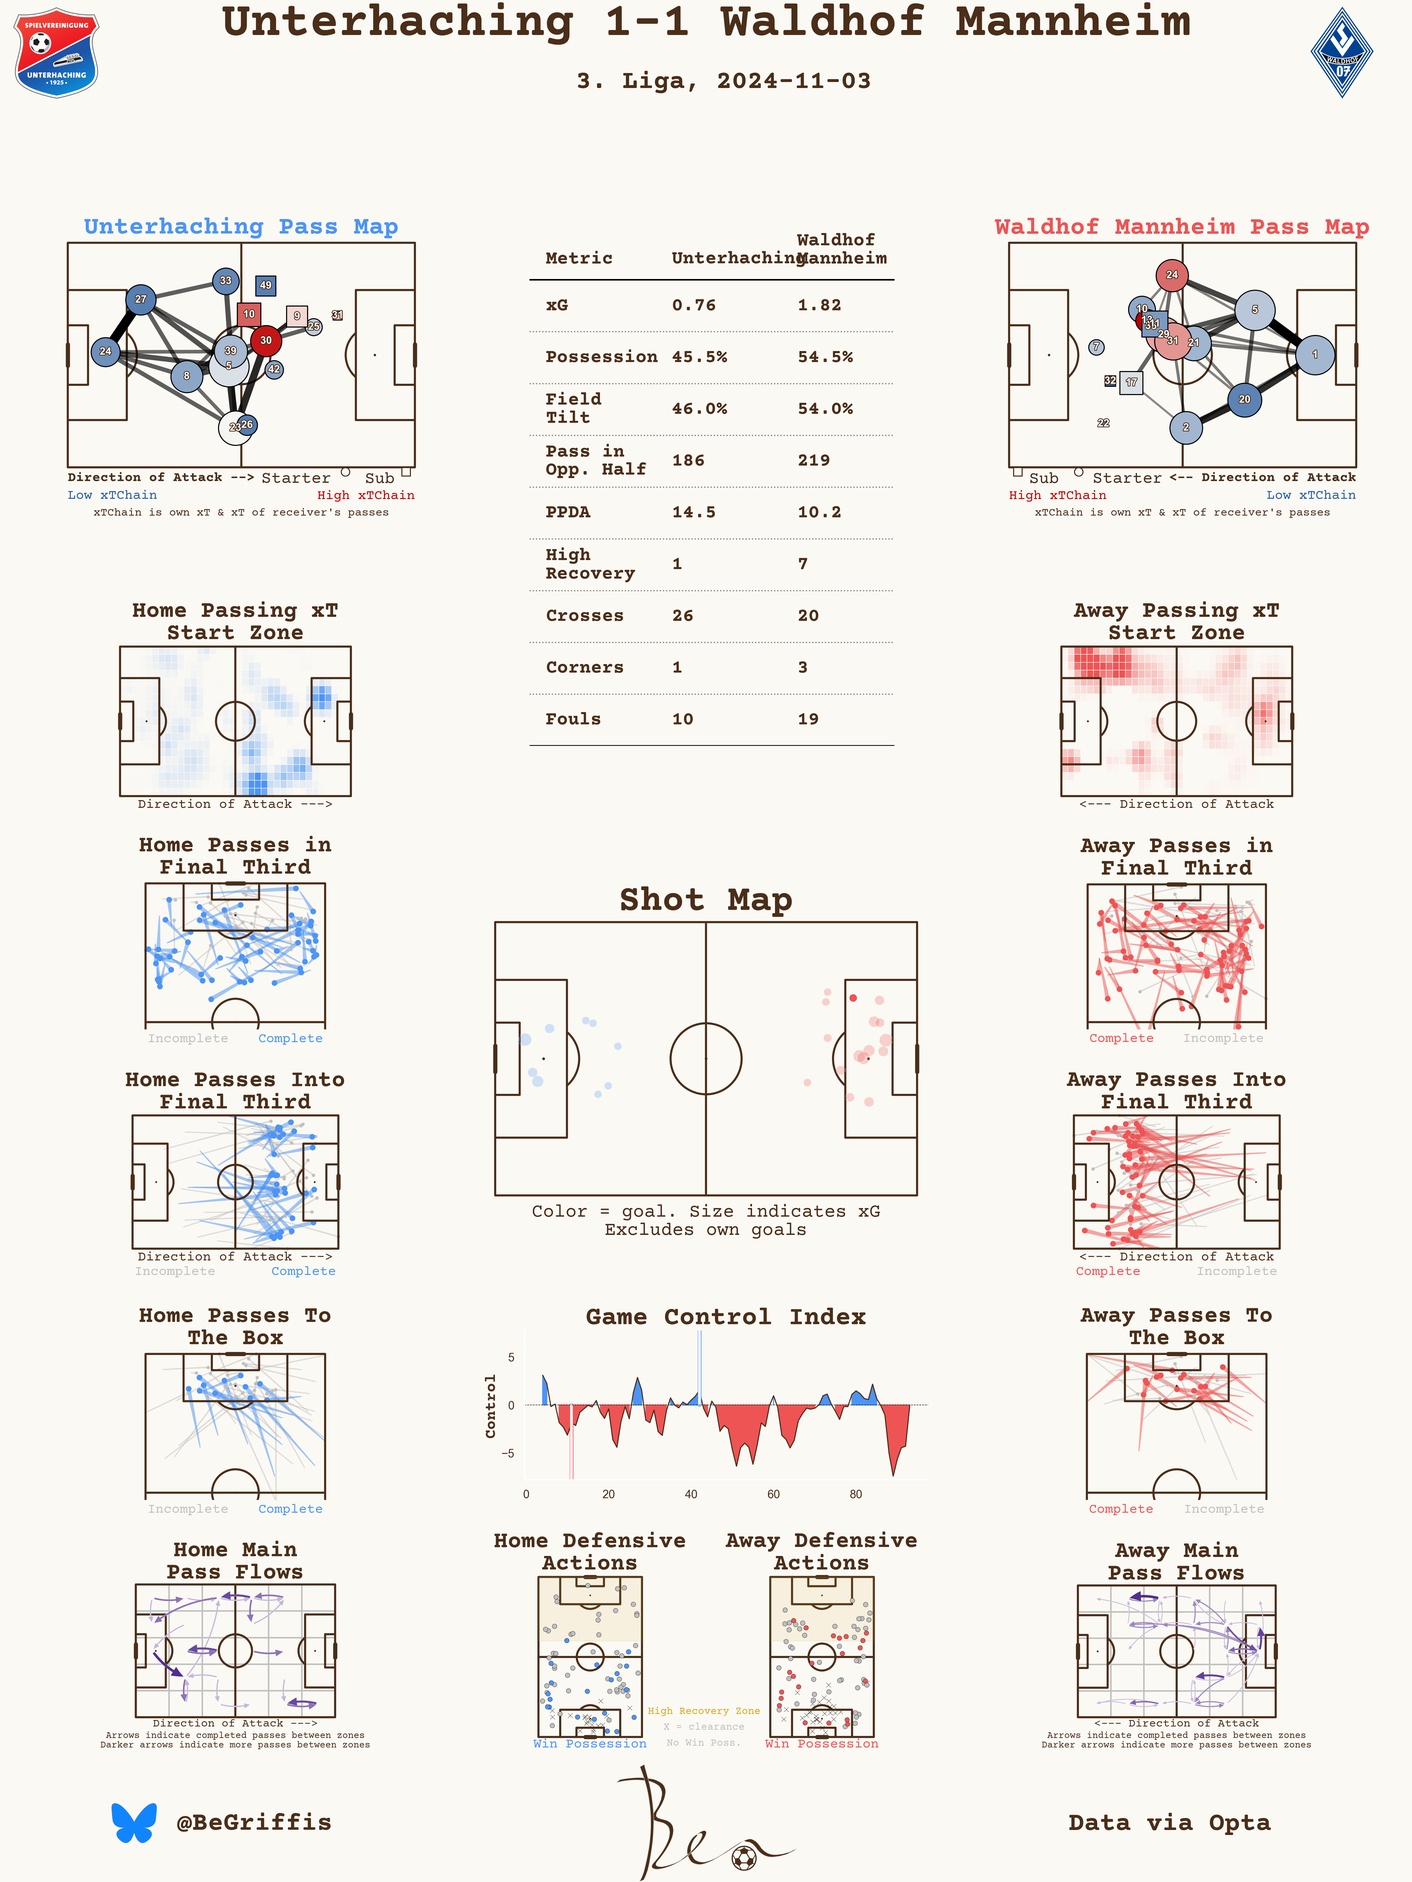 Unterhaching 1-1 Waldhof Mannheim
3. Liga, 2024-11-03
SPIELVEREINIGUNG
UNTERHACHING
• 1925 •
WALDHOF
07
Unterhaching Pass Map
27
33
49
24
10
9
25
31
30
39
5
8
42
23
26
Direction of Attack --> Starter Sub
Low xTChain High xTChain
xTChain is own xT & xT of receiver's passes
Metric Unterhaching Waldhof
Mannheim
xG 0.76 1.82
Possession 45.5% 54.5%
Field
Tilt 46.0% 54.0%
Pass in
Opp. Half 186 219
PPDA 14.5 10.2
High
Recovery 1 7
Crosses 26 20
Corners 1 3
Fouls 10 19
Waldhof Mannheim Pass Map
24
10
5
29
31
21
7
1
32
17
20
2
22
Sub Starter <-- Direction of Attack
High xTChain Low xTChain
xTChain is own xT & xT of receiver's passes
Home Passing xT
Start Zone
Direction of Attack --->
Away Passing xT
Start Zone
<--- Direction of Attack
Home Passes in
Final Third
Incomplete Complete
Away Passes in
Final Third
Complete Incomplete
Shot Map
Color = goal. Size indicates xG
Excludes own goals
Home Passes Into
Final Third
Direction of Attack --->
Incomplete Complete
Away Passes Into
Final Third
<--- Direction of Attack
Complete Incomplete
Home Passes To
The Box
Incomplete Complete
Game Control Index
Control
5
0
−5
0 20 40 60 80
Away Passes To
The Box
Complete Incomplete
Home Main
Pass Flows
Direction of Attack --->
Arrows indicate completed passes between zones
Darker arrows indicate more passes between zones
Home Defensive
Actions
Win Possession
Away Defensive
Actions
Win Possession
High Recovery Zone
X = clearance
No Win Poss.
Away Main
Pass Flows
<--- Direction of Attack
Arrows indicate completed passes between zones
Darker arrows indicate more passes between zones
@BeGriffis
Ben
Data via Opta